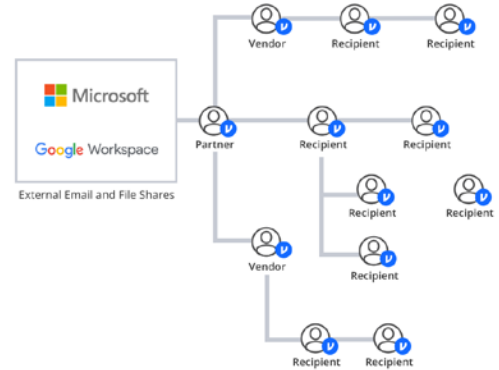 Vendor
Recipient
Recipient
Microsoft
Google Workspace
Partner
Recipient
Recipient
External Email and File Shares
Recipient
Recipient
Vendor
Recipient
Recipient
Recipient